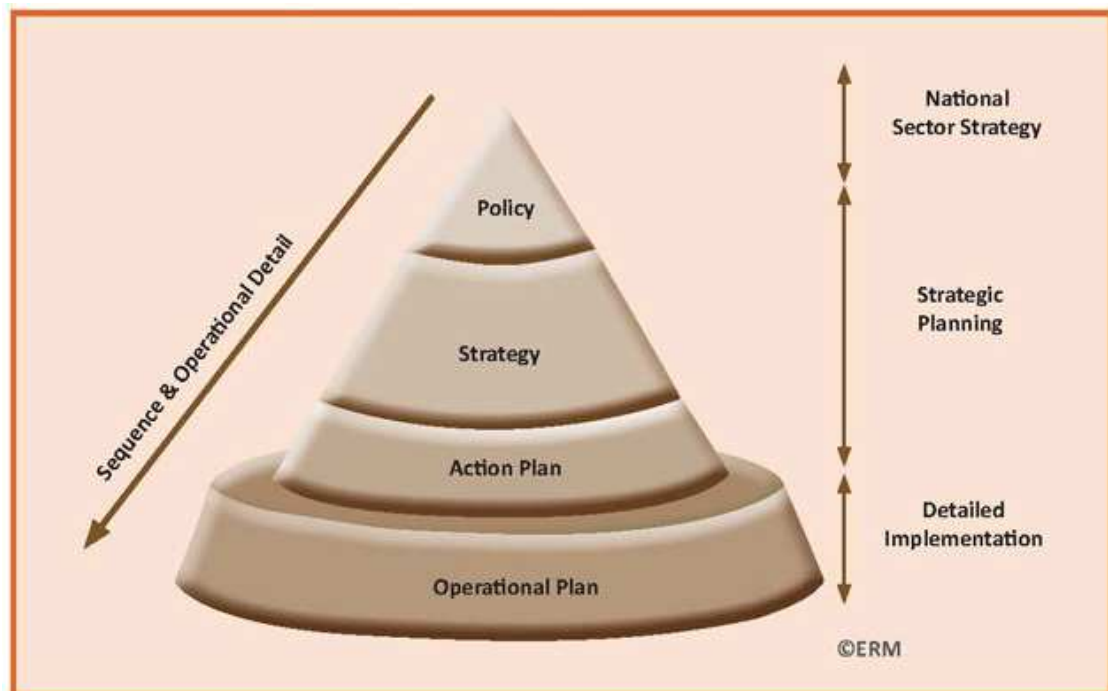 National
Sector Strategy
Policy
Sequence & Operational Detail
Strategic
Planning
Strategy
Action Plan
Detailed
Implementation
Operational Plan
©ERM